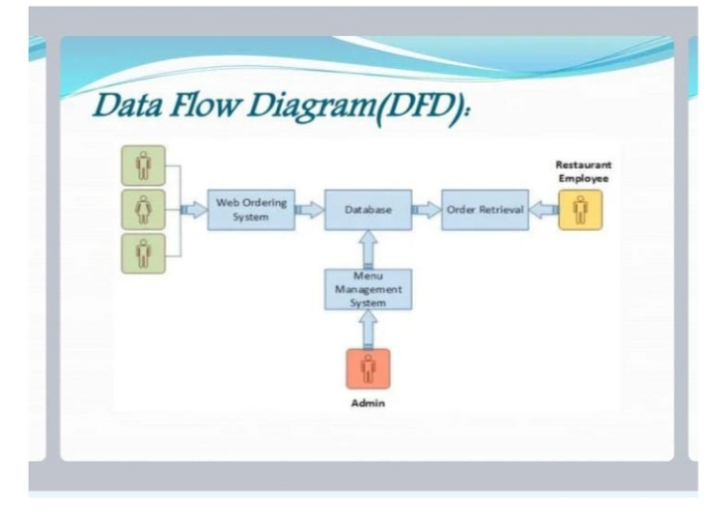 Data Flow Diagram(DFD):
Restaurant
Employee
Web Ordering
System
Database
Order Retrieval
Menu
Management
System
Admin